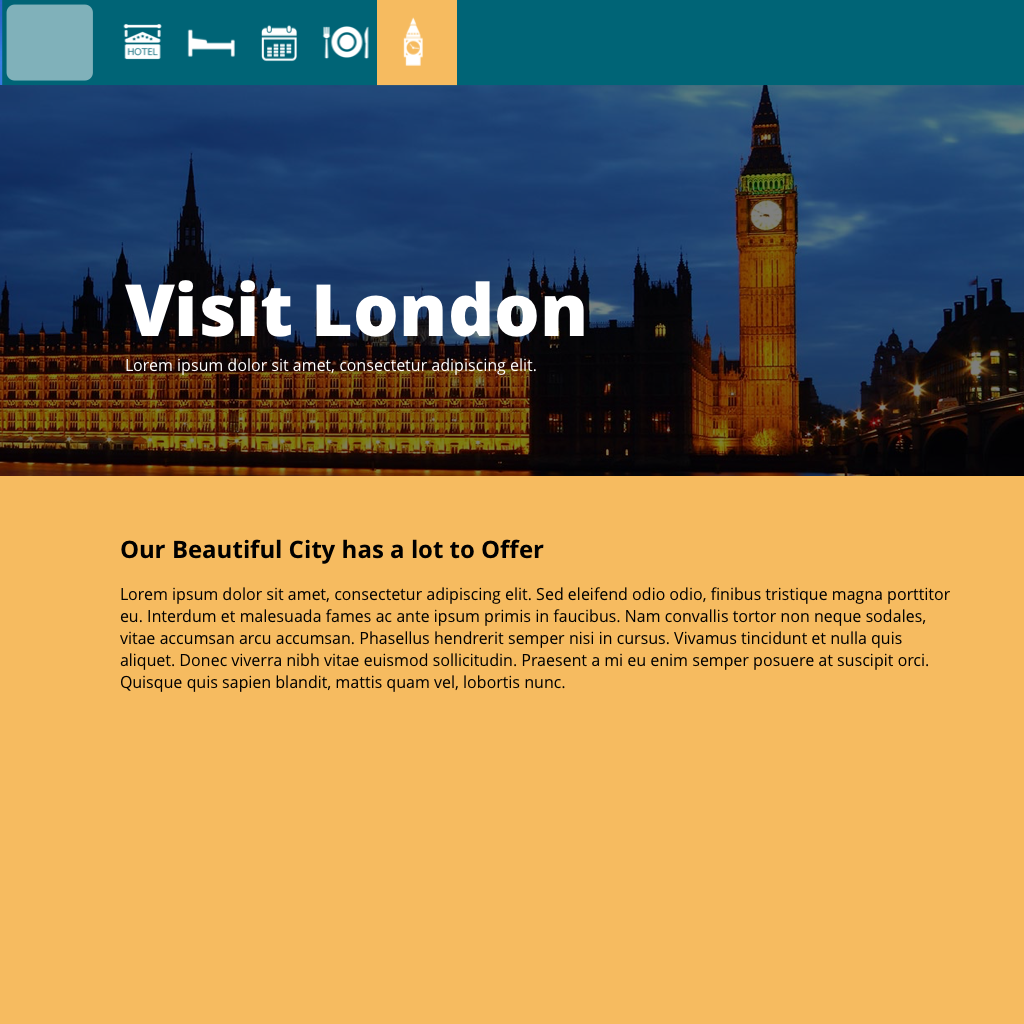 HOTEL
Visit London
Lorem ipsum dolor sit amet, consectetur adipiscing elit.
Our Beautiful City has a lot to Offer
Lorem ipsum dolor sit amet, consectetur adipiscing elit. Sed eleifend odio odio, finibus tristique magna porttitor
eu. Interdum et malesuada fames ac ante ipsum primis in faucibus. Nam convallis tortor non neque sodales,
vitae accumsan arcu accumsan. Phasellus hendrerit semper nisi in cursus. Vivamus tincidunt et nulla quis
aliquet. Donec viverra nibh vitae euismod sollicitudin. Praesent a mi eu enim semper posuere at suscipit orci.
Quisque quis sapien blandit, mattis quam vel, lobortis nunc.